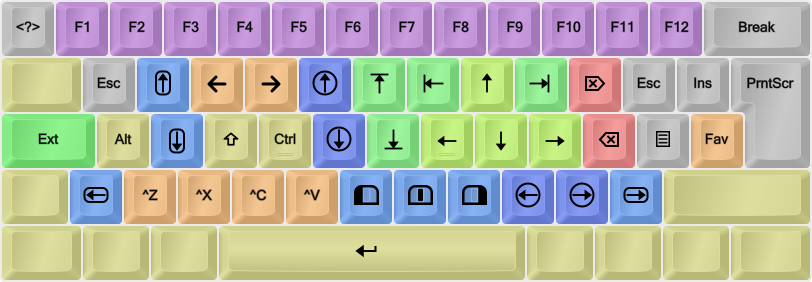 <?> F1 F2 F3 F4 F5 F6 F7 F8 F9 F10 F11 F12 Break
Esc ↑ ← → ↑ ⤒ ⇤ ↑ ⇥ ⌦ Esc Ins PrntScr
Ext Alt ↓ ⇧ Ctrl ↓ ⤓ ← ↓ → ⌫ Fav
← ^Z ^X ^C ^V ← → →
↵